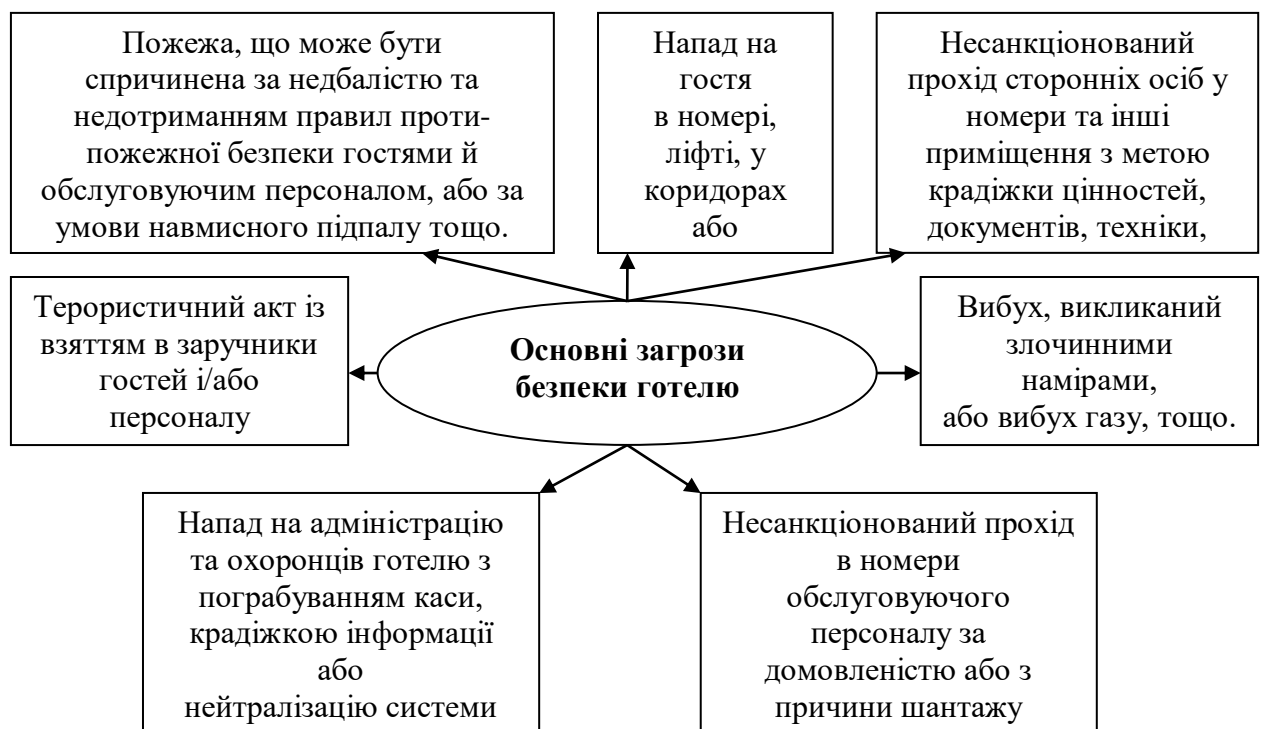 Пожежа, що може бути
спричинена за недбалістю та
недотриманням правил проти-
пожежної безпеки гостями й
обслуговуючим персоналом, або за
умови навмисного підпалу тощо.
Напад на
гостя
в номері,
ліфті, у
коридорах
або
Несанкціонований
прохід сторонніх осіб у
номери та інші
приміщення з метою
крадіжки цінностей,
документів, техніки,
Терористичний акт із
взяттям в заручники
гостей і/або
персоналу
Основні загрози
безпеки готелю
Вибух, викликаний
злочинними
намірами,
або вибух газу, тощо.
Напад на адміністрацію
та охоронців готелю з
пограбуванням каси,
крадіжкою інформації
або
нейтралізацію системи
Несанкціонований прохід
в номери
обслуговуючого
персоналу за
домовленістю або з
причини шантажу